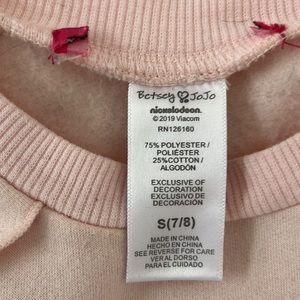 Betsey ♥ JoJo
nickelodeon
© 2019 Viacom
RN126160
75% POLYESTER /
POLIÉSTER
25%COTTON /
ALGODÓN
EXCLUSIVE OF
DECORATION
EXCLUSIVO DE
DECORACIÓN
S(7/8)
MADE IN CHINA
HECHO EN CHINA
SEE REVERSE FOR CARE
VER AL DORSO
PARA EL CUIDADO